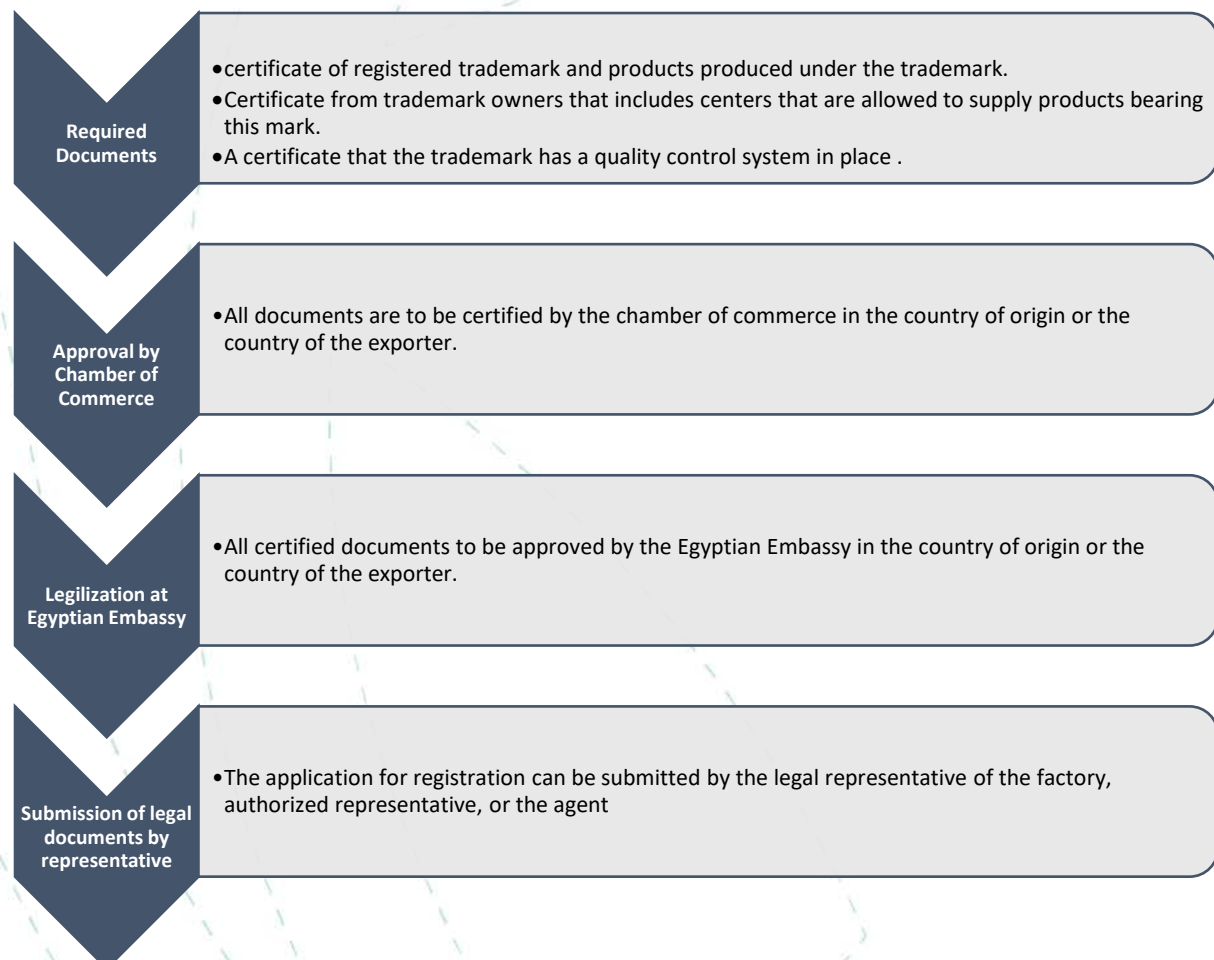 Required
Documents
•certificate of registered trademark and products produced under the trademark.
•Certificate from trademark owners that includes centers that are allowed to supply products bearing
this mark.
•A certificate that the trademark has a quality control system in place .
Approval by
Chamber of
Commerce
•All documents are to be certified by the chamber of commerce in the country of origin or the
country of the exporter.
Legilization at
Egyptian Embassy
•All certified documents to be approved by the Egyptian Embassy in the country of origin or the
country of the exporter.
Submission of legal
documents by
representative
•The application for registration can be submitted by the legal representative of the factory,
authorized representative, or the agent